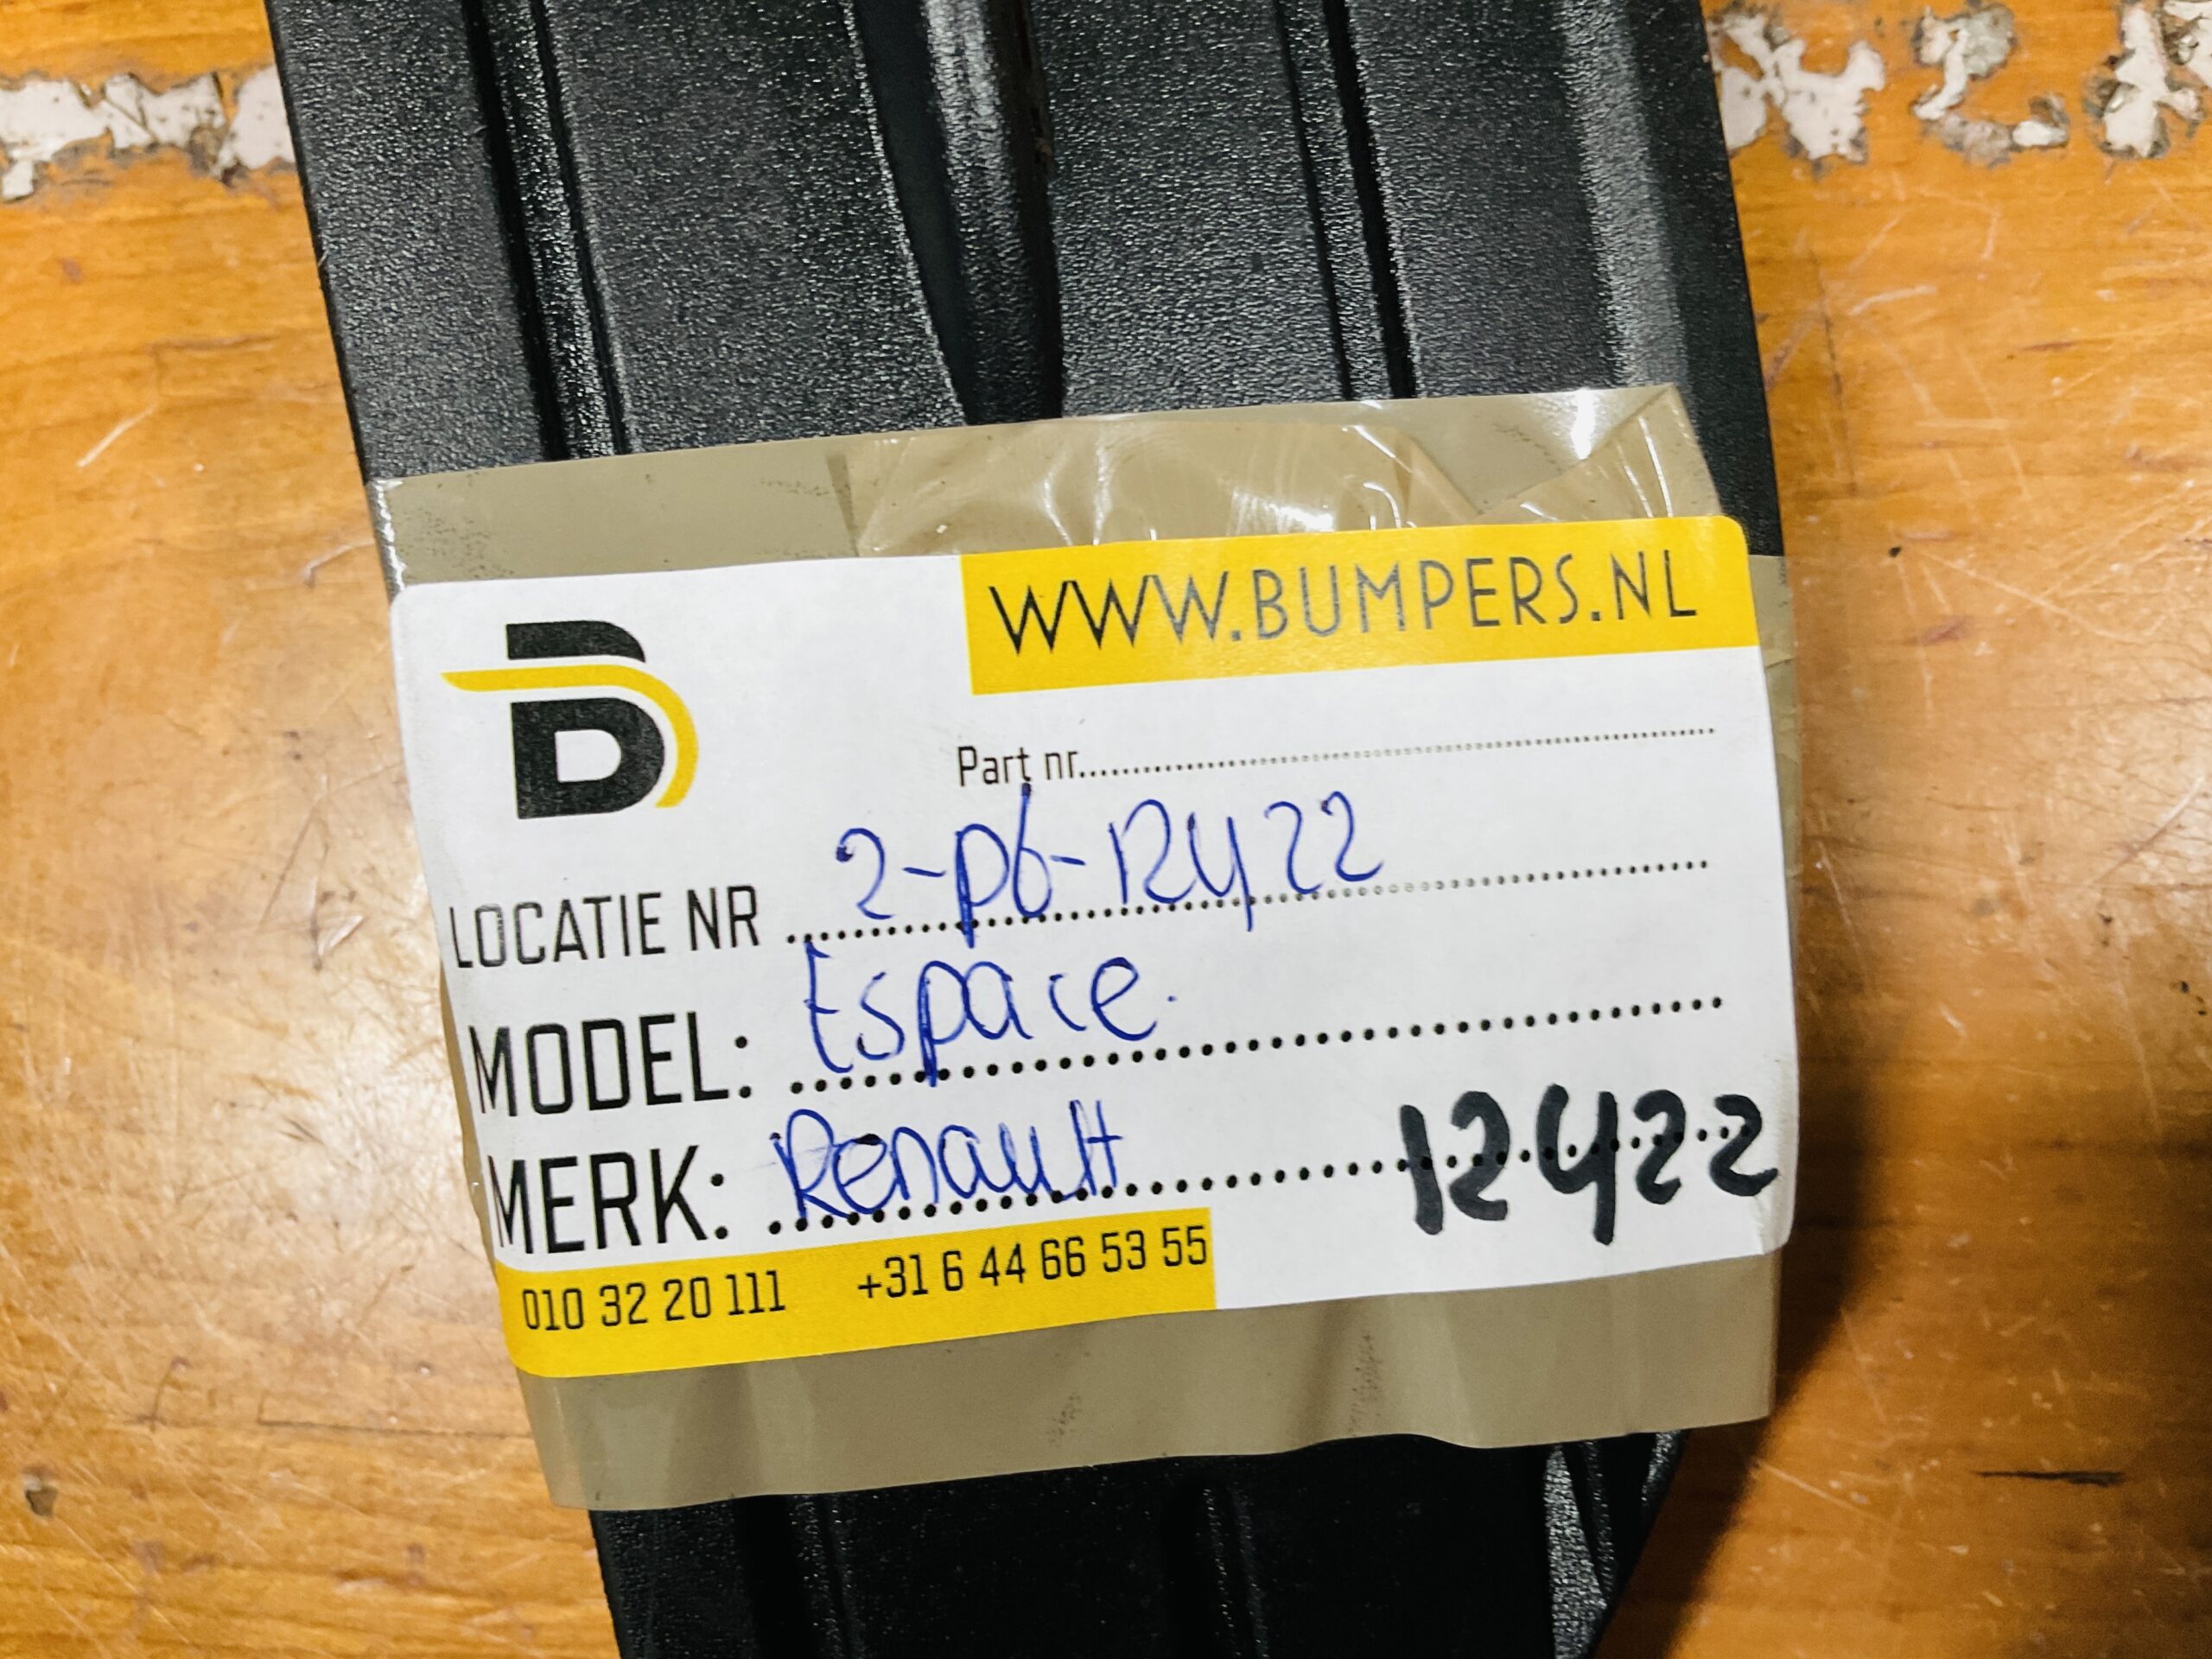 WWW.BUMPERS.NL
B
Part nr.
LOCATIE NR 2-P6-12422
MODEL: Espace.
MERK: Renault 12422
010 32 20 111 +31 6 44 66 53 55